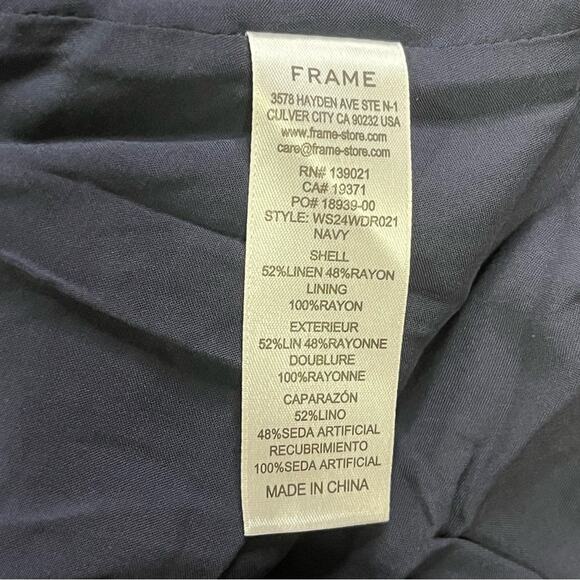 FRAME
3578 HAYDEN AVE STE N-1
CULVER CITY CA 90232 USA
www.frame-store.com
care@frame-store.com
RN# 139021
CA# 19371
PO# 18939-00
STYLE: WS24WDR021
NAVY
SHELL
52%LINEN 48%RAYON
LINING
100%RAYON
EXTERIEUR
52%LIN 48%RAYONNE
DOUBLURE
100%RAYONNE
CAPARAZÓN
52%LINO
48%SEDA ARTIFICIAL
RECUBRIMIENTO
100%SEDA ARTIFICIAL
MADE IN CHINA